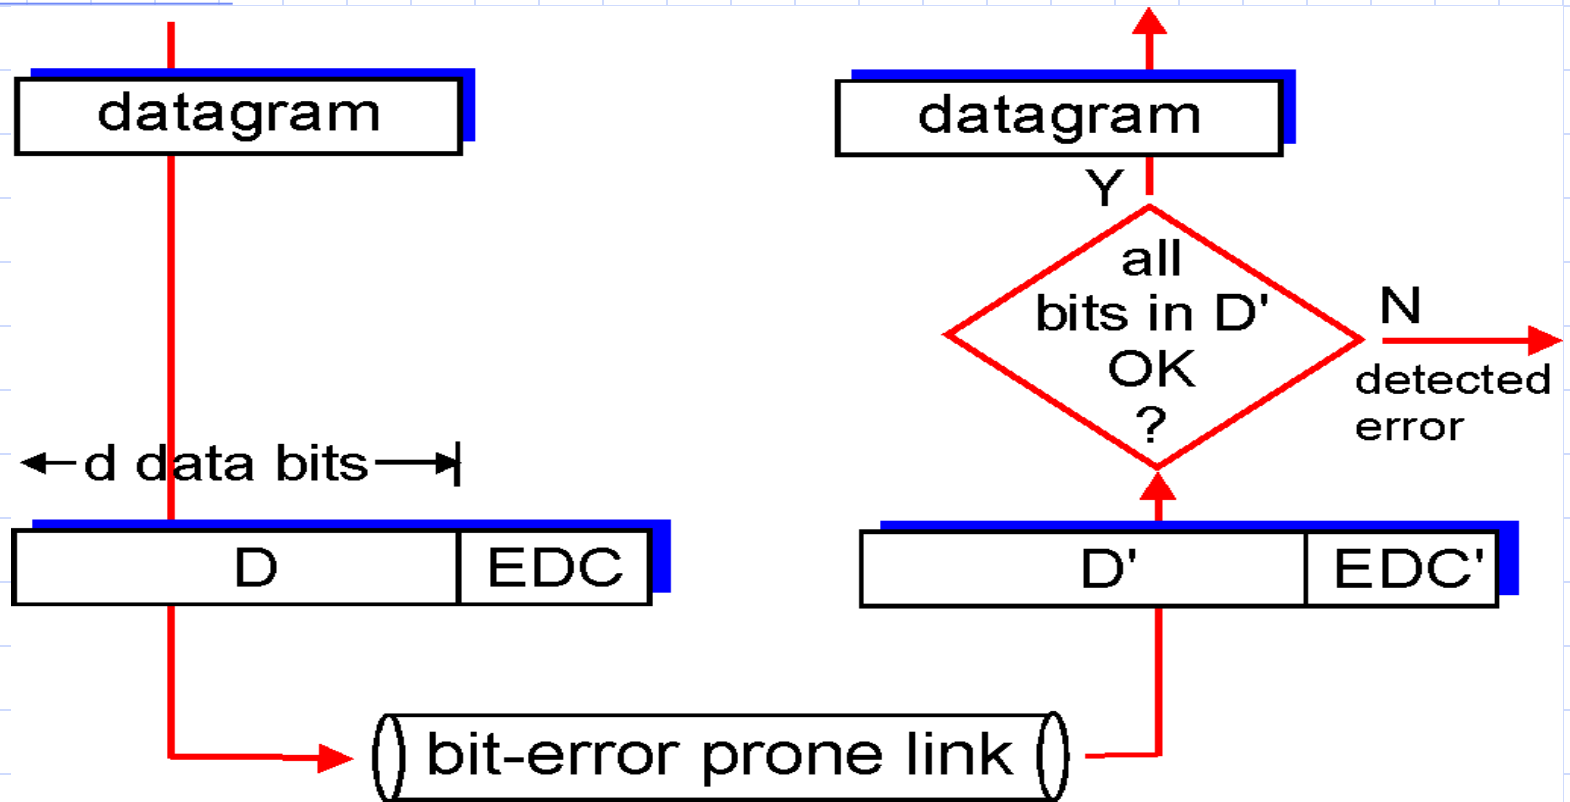 datagram
datagram
Y
all
bits in D'
OK
?
N
detected
error
d data bits
D
EDC
D'
EDC'
bit-error prone link